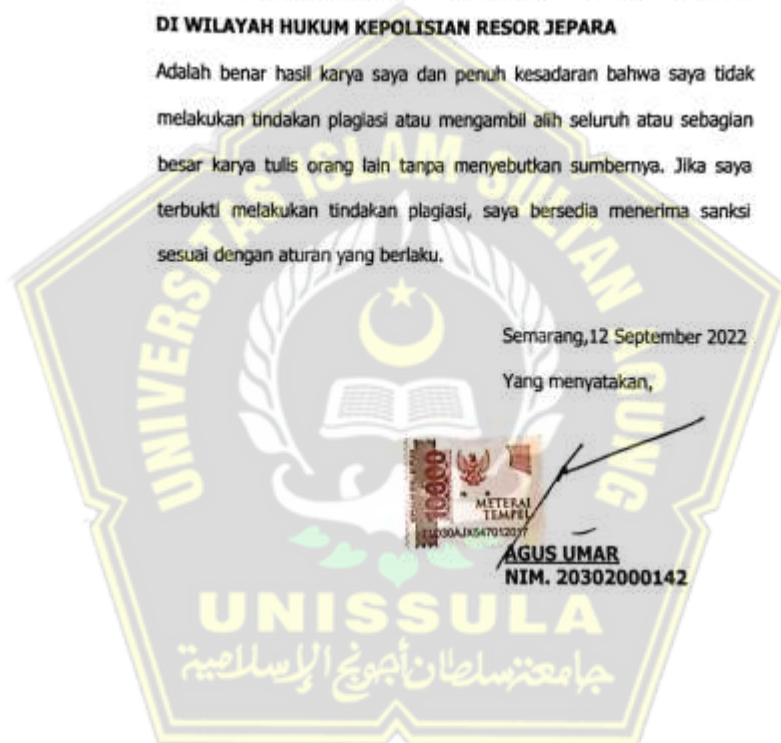 DI WILAYAH HUKUM KEPOLISIAN RESOR JEPARA
Adalah benar hasil karya saya dan penuh kesadaran bahwa saya tidak
melakukan tindakan plagiasi atau mengambil alih seluruh atau sebagian
besar karya tulis orang lain tanpa menyebutkan sumbernya. Jika saya
terbukti melakukan tindakan plagiasi, saya bersedia menerima sanksi
sesuai dengan aturan yang berlaku.
UNIVERSITAS ISLAM SULTAN AGUNG
Semarang,12 September 2022
Yang menyatakan,
10000
METERAI
TEMPEL
AGUS UMAR
NIM. 20302000142
UNISSULA
جامعة سلطان أجونج الإسلامية